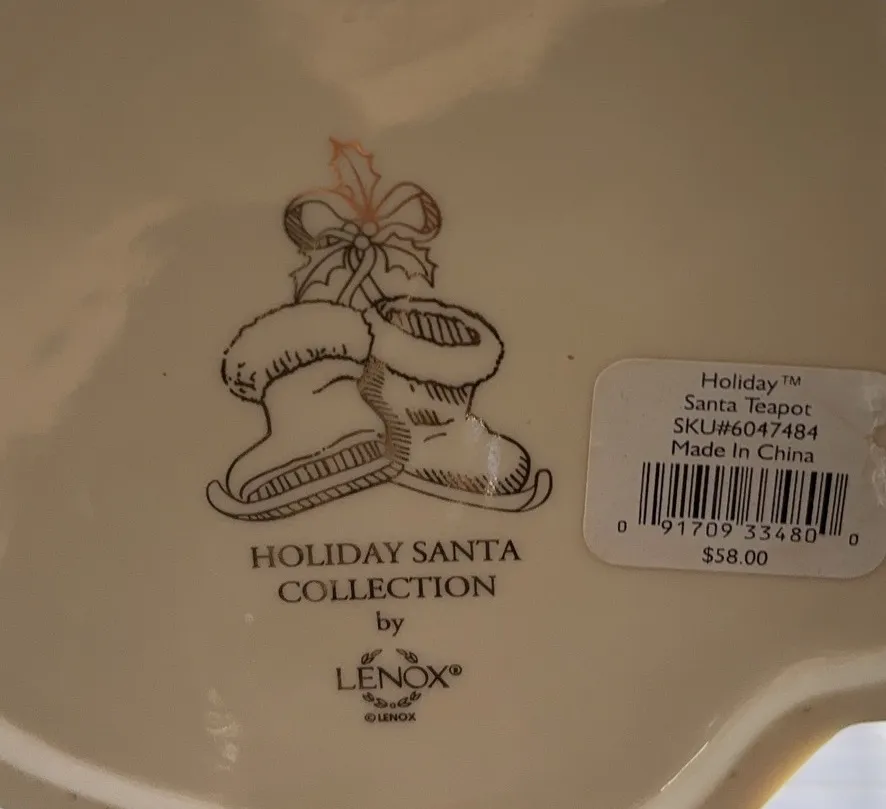 HOLIDAY SANTA
COLLECTION
by
LENOX®
© LENOX
Holiday™
Santa Teapot
SKU#6047484
Made In China
0 91709 33480 0
$58.00